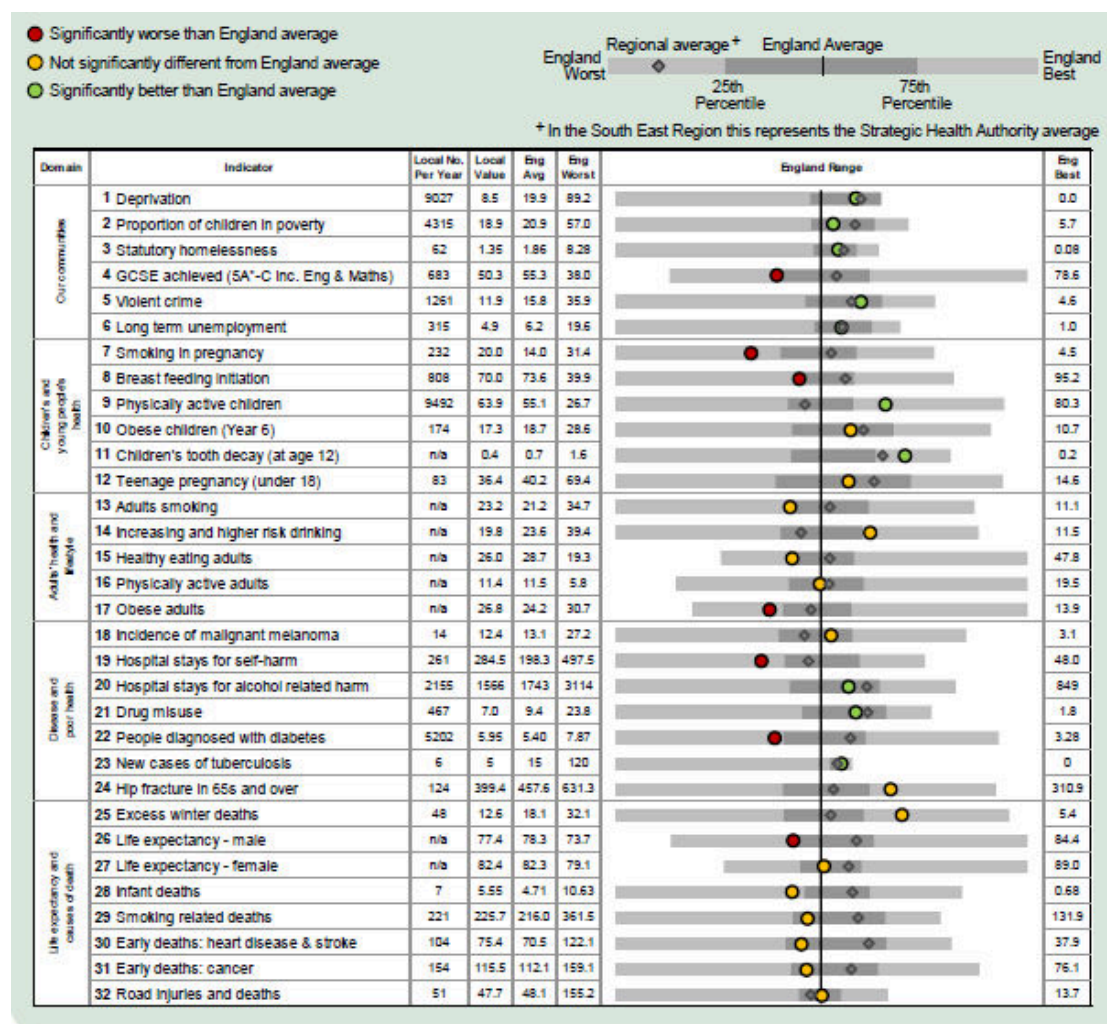 Significantly worse than England average
Not significantly different from England average
Significantly better than England average
Regional average + England Average
England Worst
England Best
25th Percentile
75th Percentile
+ In the South East Region this represents the Strategic Health Authority average
Domain Indicator Local No. Per Year Local Value Eng Avg Eng Worst England Range Eng Best
Our communities
1 Deprivation 9027 8.5 19.9 89.2 0.0
2 Proportion of children in poverty 4315 18.9 20.9 57.0 5.7
3 Statutory homelessness 62 1.35 1.86 8.28 0.08
4 GCSE achieved (5A*-C inc. Eng & Maths) 683 50.3 55.3 38.0 78.6
5 Violent crime 1261 11.9 15.8 35.9 4.6
6 Long term unemployment 315 4.9 6.2 19.6 1.0
Children's and young people's health
7 Smoking in pregnancy 232 20.0 14.0 31.4 4.5
8 Breast feeding initiation 808 70.0 73.6 39.9 95.2
9 Physically active children 9492 63.9 55.1 26.7 80.3
10 Obese children (Year 6) 174 17.3 18.7 28.6 10.7
11 Children's tooth decay (at age 12) n/a 0.4 0.7 1.6 0.2
12 Teenage pregnancy (under 18) 83 36.4 40.2 69.4 14.6
Adults' health and lifestyle
13 Adults smoking n/a 23.2 21.2 34.7 11.1
14 Increasing and higher risk drinking n/a 19.8 23.6 39.4 11.5
15 Healthy eating adults n/a 26.0 28.7 19.3 47.8
16 Physically active adults n/a 11.4 11.5 5.8 19.5
17 Obese adults n/a 26.8 24.2 30.7 13.9
Disease and poor health
18 Incidence of malignant melanoma 14 12.4 13.1 27.2 3.1
19 Hospital stays for self-harm 261 284.5 198.3 497.5 48.0
20 Hospital stays for alcohol related harm 2155 1566 1743 3114 849
21 Drug misuse 467 7.0 9.4 23.8 1.8
22 People diagnosed with diabetes 5202 5.95 5.40 7.87 3.28
23 New cases of tuberculosis 6 5 15 120 0
24 Hip fracture in 65s and over 124 399.4 457.6 631.3 310.9
Life expectancy and causes of death
25 Excess winter deaths 48 12.6 18.1 32.1 5.4
26 Life expectancy - male n/a 77.4 78.3 73.7 84.4
27 Life expectancy - female n/a 82.4 82.3 79.1 89.0
28 Infant deaths 7 5.55 4.71 10.63 0.68
29 Smoking related deaths 221 225.7 216.0 361.5 131.9
30 Early deaths: heart disease & stroke 104 75.4 70.5 122.1 37.9
31 Early deaths: cancer 154 115.5 112.1 159.1 76.1
32 Road injuries and deaths 51 47.7 48.1 155.2 13.7